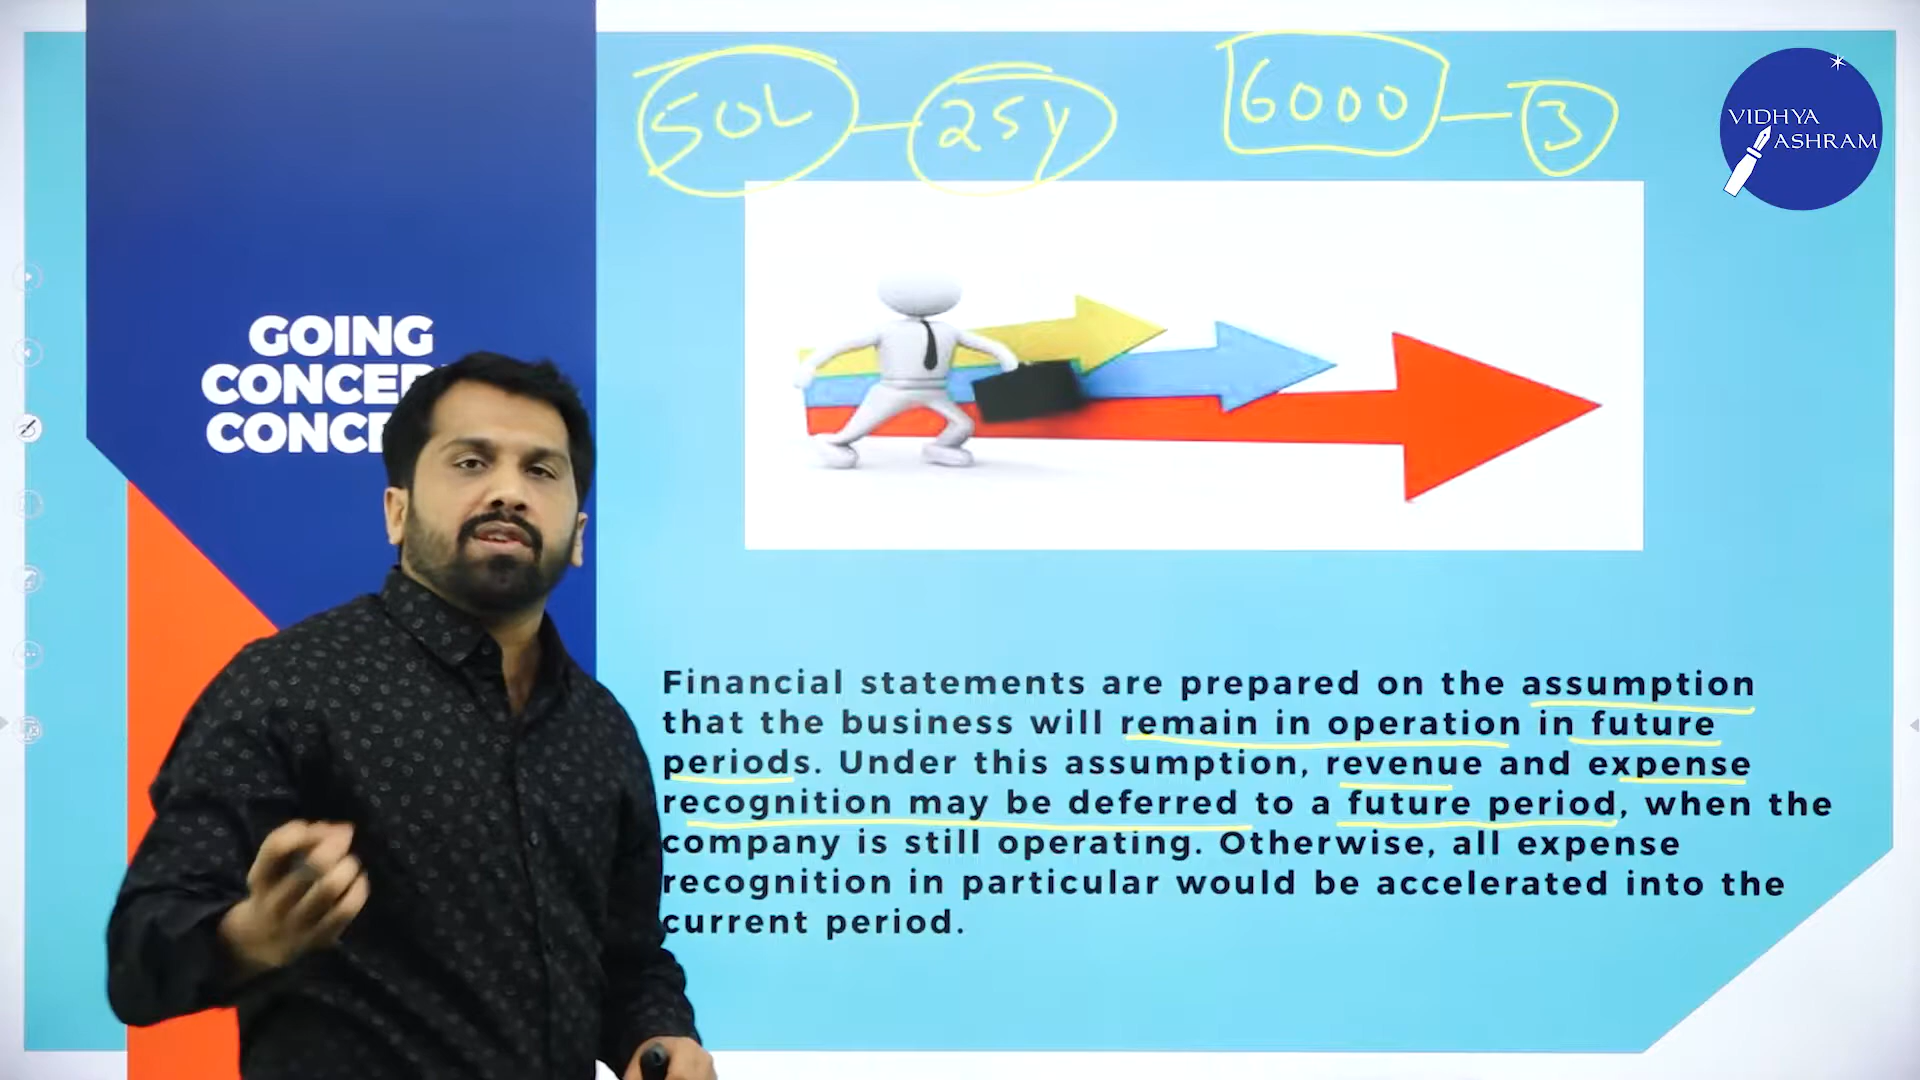 50L — 25y
6000 — 3
VIDHYA
ASHRAM
GOING
CONCE
CONCE
Financial statements are prepared on the assumption
that the business will remain in operation in future
periods. Under this assumption, revenue and expense
recognition may be deferred to a future period, when the
company is still operating. Otherwise, all expense
recognition in particular would be accelerated into the
current period.